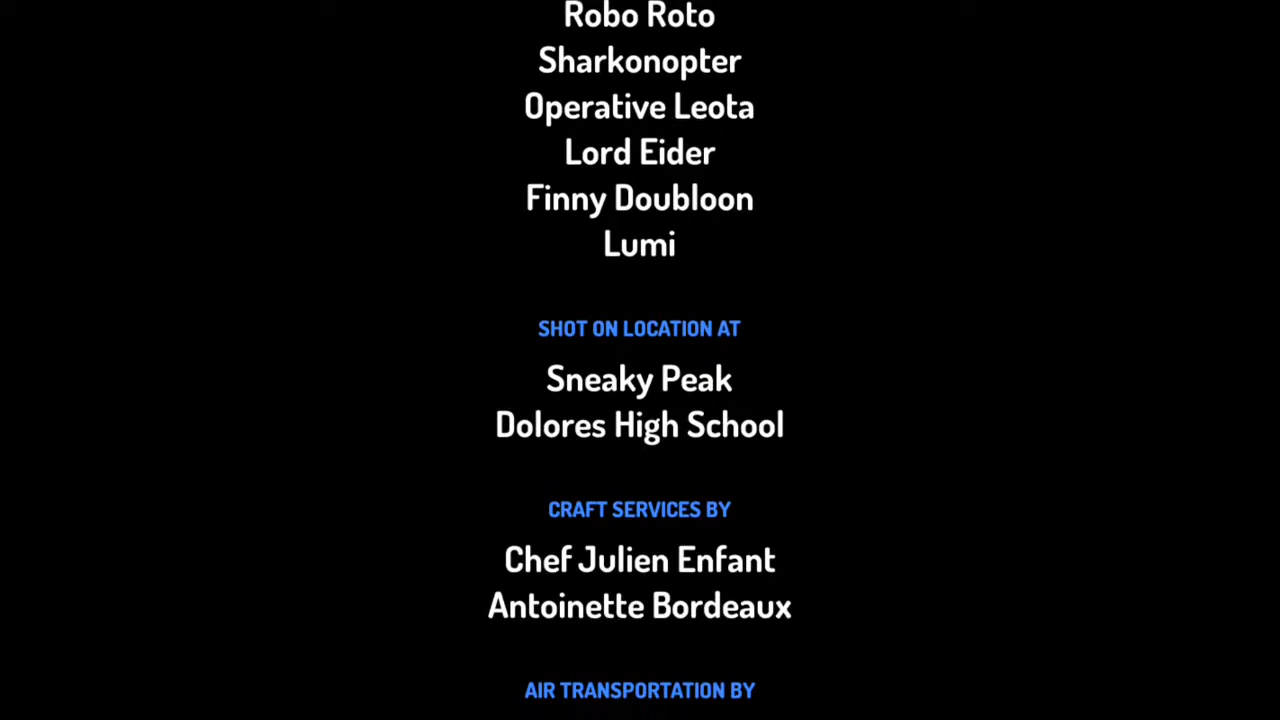 Robo Roto
Sharkonopter
Operative Leota
Lord Eider
Finny Doubloon
Lumi
SHOT ON LOCATION AT
Sneaky Peak
Dolores High School
CRAFT SERVICES BY
Chef Julien Enfant
Antoinette Bordeaux
AIR TRANSPORTATION BY